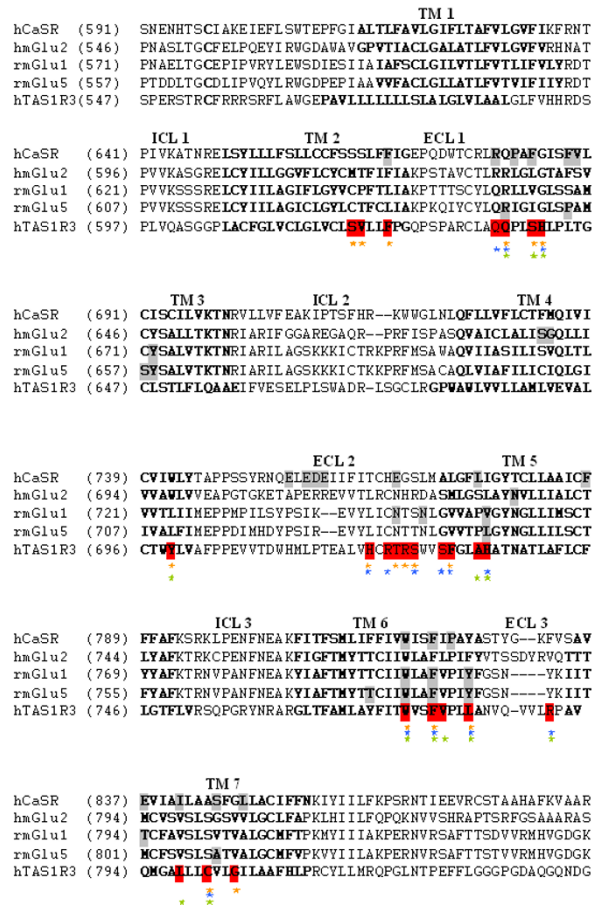 TM 1
hCaSR (591) SNENHTSCIAKEIEFLSWTEPFGIALTLFAVLGIFLTAFVLGVFIKFRNT
hmGlu2 (546) PNASLTGCFELPQEYIRWGDAWAVGPVTIACLGALATLFVLGVFVRHNAT
rmGlu1 (571) QNEYTGCEPIPVRYLEWSDIESIIAIAFSCLGILVTLFVTLIFVLYRDT
rmGlu5 (557) PTDDLTGCDLIPVQYLRWGDPEPIAAVVFACLGLLATLFVTVIFIIYRDT
hTAS1R3 (547) SPERSTRCFRRRSRFLAWGEPAVLLLLLLLSLALGLVLAALGLFVHHRDS
ICL 1 TM 2 ECL 1
hCaSR (641) PIVKATNRELSYLLLFSLLCCFSSSLFFIGEPQDWTCRLRQPAFGISFVL
hmGlu2 (596) PVVKASGRELCYILLGGVFLCYCMTFIFIAKPSTAVCTLRRLGLGTAFSV
rmGlu1 (621) PVVKSSSRELCYIILAGIFLGYVCPFTLIAKPTTTSCYLQRLLVGLSSAM
rmGlu5 (607) PVVKSSSRELCYIILAGICLGYLCTFCLIAKPKQIYCYLQRIGIGLSPAM
hTAS1R3 (597) PLVQASGGPLACFGLVCLGLVCLSVLLFPGQPSPARCLAQQPLSHLPLTG
TM 3 ICL 2 TM 4
hCaSR (691) CISCILVKTNRVLLVFEAKIPTSFHR-KWWGLNLQFLLVFLCTFMQIVI
hmGlu2 (646) CYSALLTKTNRIARIFGGAREGAQR--PRFISPASQVAICLALISGQLLI
rmGlu1 (671) CYSALVTKTNRIARILAGSKKKICTRKPRFMSAWAQVIIASILISVQLTL
rmGlu5 (657) SYSALVTKTNRIARILAGSKKKICTKKPRFMSACAQLVIAFILICIQLGI
hTAS1R3 (647) CLSTLFLQAAEIFVESELPLSWADR-LSGCLRGPWAWLVVLLAMLVEVAL
ECL 2 TM 5
hCaSR (739) CVIWLYTAPPSSYRNQELEDEIIFITCHEGSLMALGFLIGYTCLLAAICF
hmGlu2 (694) VVAWLVVEAPGTGKETAPERREVVTLRCNHRDASMLGSLAYNVLLIALCT
rmGlu1 (721) VVTLIIMEPPMPILSYPSIK-EVYLICNTSNLGVVAPVGYNGLLIMSCT
rmGlu5 (707) IVALFIMEPPDIMHDYPSIR-EVYLICNTTNLGVVTPLGYNGLLILSCT
hTAS1R3 (696) CTWYLVAFPPEVVTDWHMLPTEALVHCRTRSWVSFGLAHATNATLAFLCF
ICL 3 TM 6 ECL 3
hCaSR (789) FFAFKSRKLPENFNEAKFITFSMLIFFIVWISFIPAYASTYG--KFVSAV
hmGlu2 (744) LYAFKTRKCPENFNEAKFIGFTMYTTCIIWLAFLPIFYVTSSDYRVQTTT
rmGlu1 (769) YYAFKTRNVPANFNEAKYIAFTMYTTCIIWLAFVPIYFGSN----YKIIT
rmGlu5 (755) FYAFKTRNVPANFNEAKYIAFTMYTTCIIWLAFVPIYFGSN----YKIIT
hTAS1R3 (746) LGTFLVRSQPGRYNRARGLTFAMLAYFITWVSFVPLLANVQ-VVLRPAV
TM 7
hCaSR (837) EVIAILAASFGLLACIFFNKIYIILFKPSRNTIEEVRCSTAAHAFKVAAR
hmGlu2 (794) MCVSVSLSGSVVLGCLFAPKLHIILFQPQKNVVSHRAPTSRFGSAAARAS
rmGlu1 (794) TCFAVSLSVTVALGCMFTPKMYIIIAKPERNVRSAFTTSDVVRMHVGDGK
rmGlu5 (801) MCFSVSLSATVALGCMFVPKVYIILAKPERNVRSAFTTSTVVRMHVGDGK
hTAS1R3 (794) QMGALLLCVLGILAAFHLPRCYLLMRQPGLNTPEFFLGGGPGDAQGQNDG